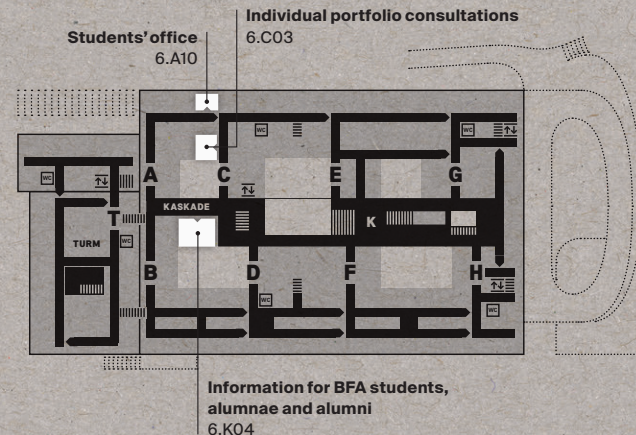 Individual portfolio consultations
6.C03
Students’ office
6.A10
WC
WC
WC
A
C
E
G
KASKADE
T
K
TURM
WC
B
D
F
H
WC
WC
Information for BFA students,
alumnae and alumni
6.K04